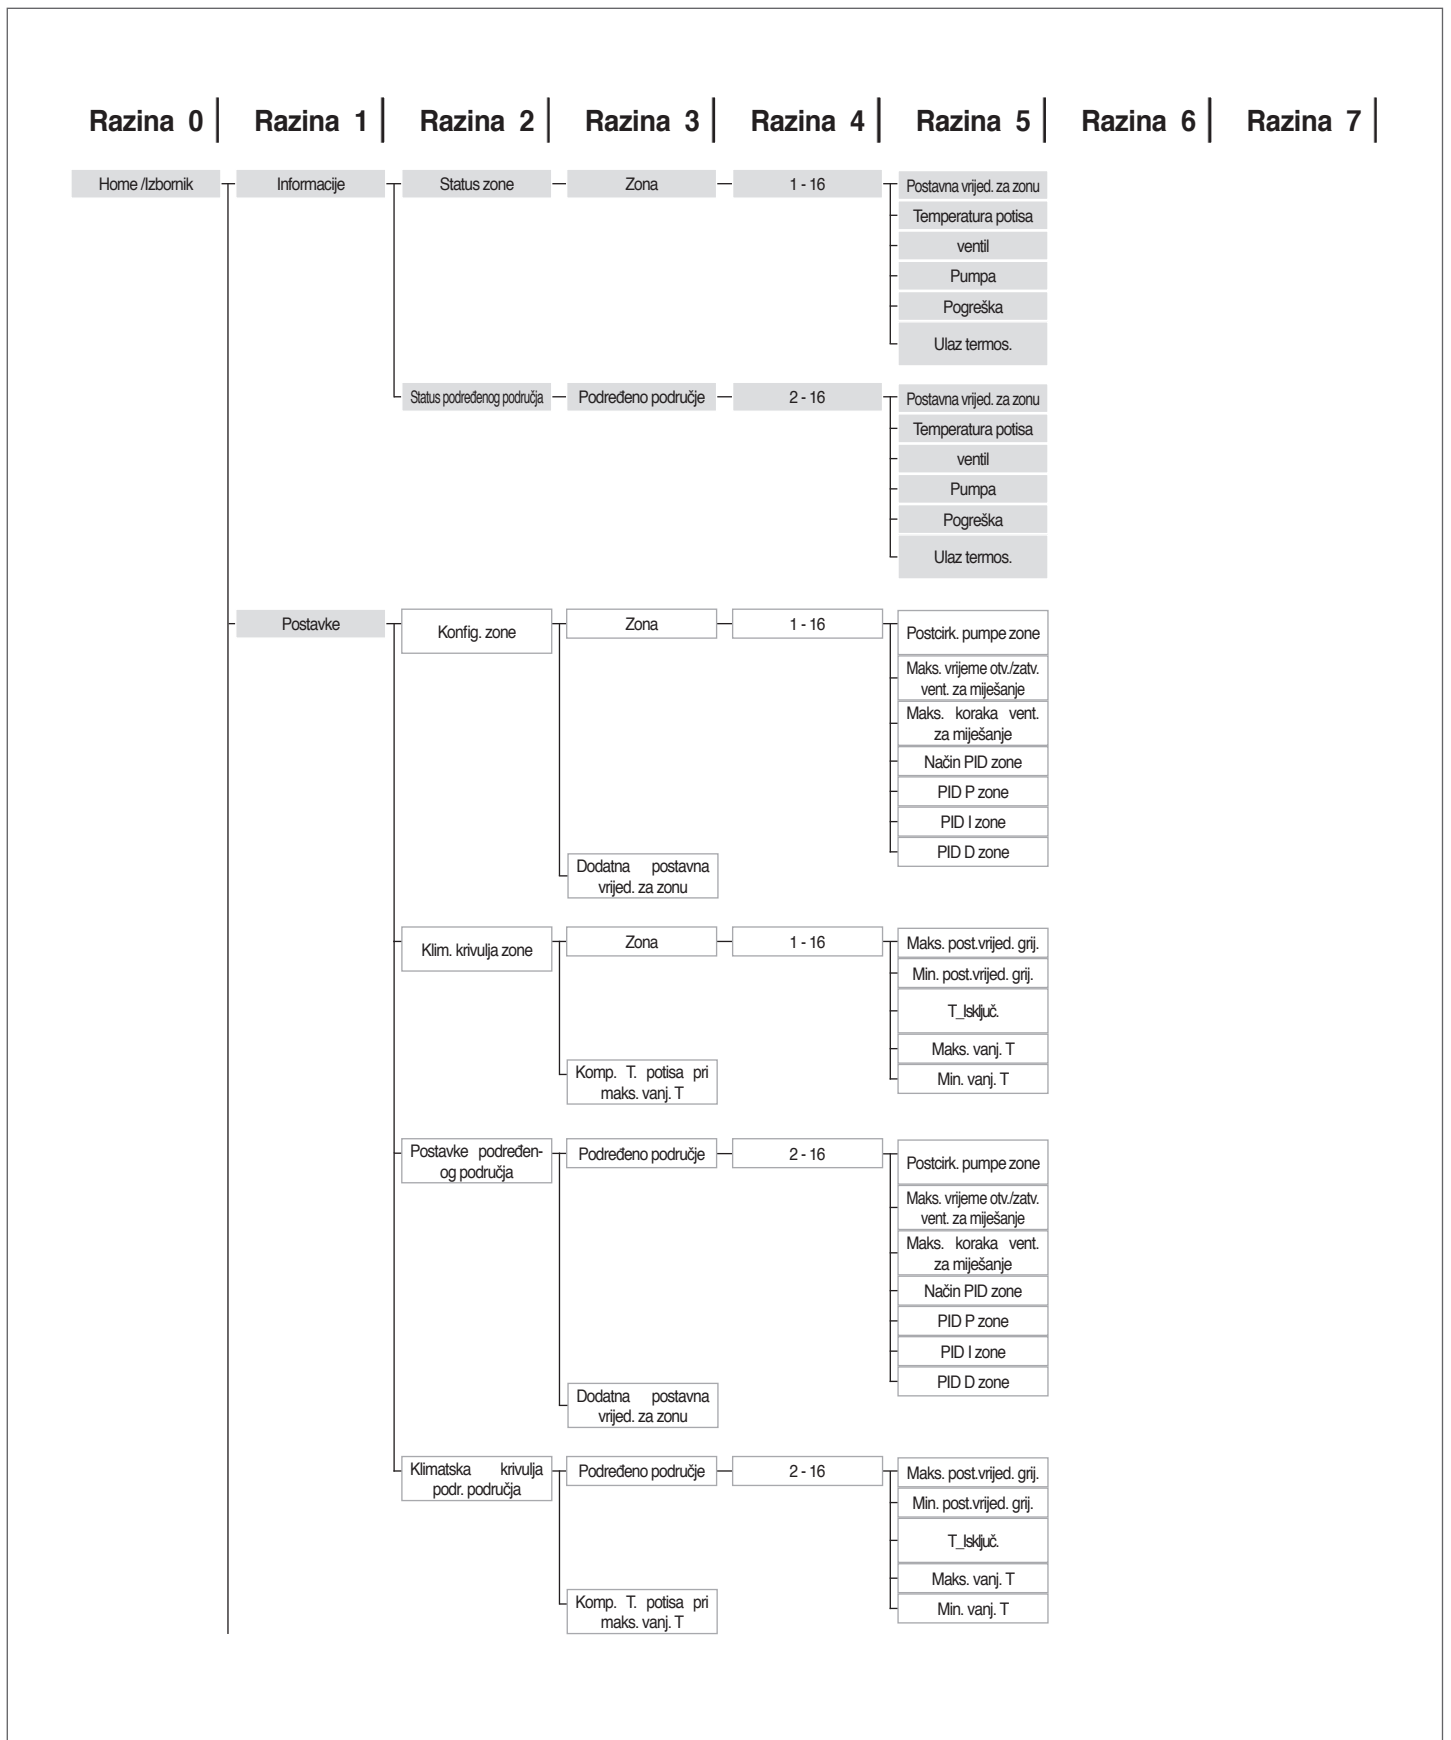 Razina 0 Razina 1 Razina 2 Razina 3 Razina 4 Razina 5 Razina 6 Razina 7
Home /Izbornik Informacije Status zone Zona 1 - 16 Postavna vrijed. za zonu
Temperatura potisa
ventil
Pumpa
Pogreška
Ulaz termos.
Status podređenog područja Podređeno područje 2 - 16 Postavna vrijed. za zonu
Temperatura potisa
ventil
Pumpa
Pogreška
Ulaz termos.
Postavke Konfig. zone Zona 1 - 16 Postcirk. pumpe zone
Maks. vrijeme otv./zatv.
vent. za miješanje
Maks. koraka vent.
za miješanje
Način PID zone
PID P zone
PID I zone
PID D zone
Dodatna postavna
vrijed. za zonu
Klim. krivulja zone Zona 1 - 16 Maks. post.vrijed. grij.
Min. post.vrijed. grij.
T_Isključ.
Maks. vanj. T
Min. vanj. T
Komp. T. potisa pri
maks. vanj. T
Postavke podređen-
og područja
Podređeno područje 2 - 16 Postcirk. pumpe zone
Maks. vrijeme otv./zatv.
vent. za miješanje
Maks. koraka vent.
za miješanje
Način PID zone
PID P zone
PID I zone
PID D zone
Dodatna postavna
vrijed. za zonu
Klimatska krivulja
podr. područja
Podređeno područje 2 - 16 Maks. post.vrijed. grij.
Min. post.vrijed. grij.
T_Isključ.
Maks. vanj. T
Min. vanj. T
Komp. T. potisa pri
maks. vanj. T